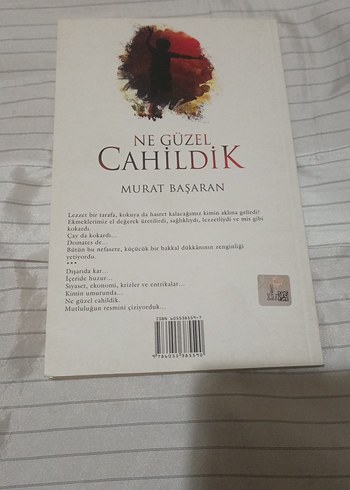 NE GÜZEL
CAHİLDİK
MURAT BAŞARAN
Lezzet bir tarafa, kokuya da hasret kalacağımız kimin aklına gelirdi?
Ekmeklerimiz el değerek üretilirdi, sağlıklıydı, lezzetliydi ve mis gibi
kokardı.
Çay da kokardı...
Domates de...
Bütün bu nefasete, küçücük bir bakkal dükkânının zenginliği
yetiyordu.
***
Dışarıda kar...
İçeride huzur...
Siyaset, ekonomi, krizler ve entrikalar...
Kimin umurunda...
Ne güzel cahildik.
Mutluluğun resmini çiziyorduk...